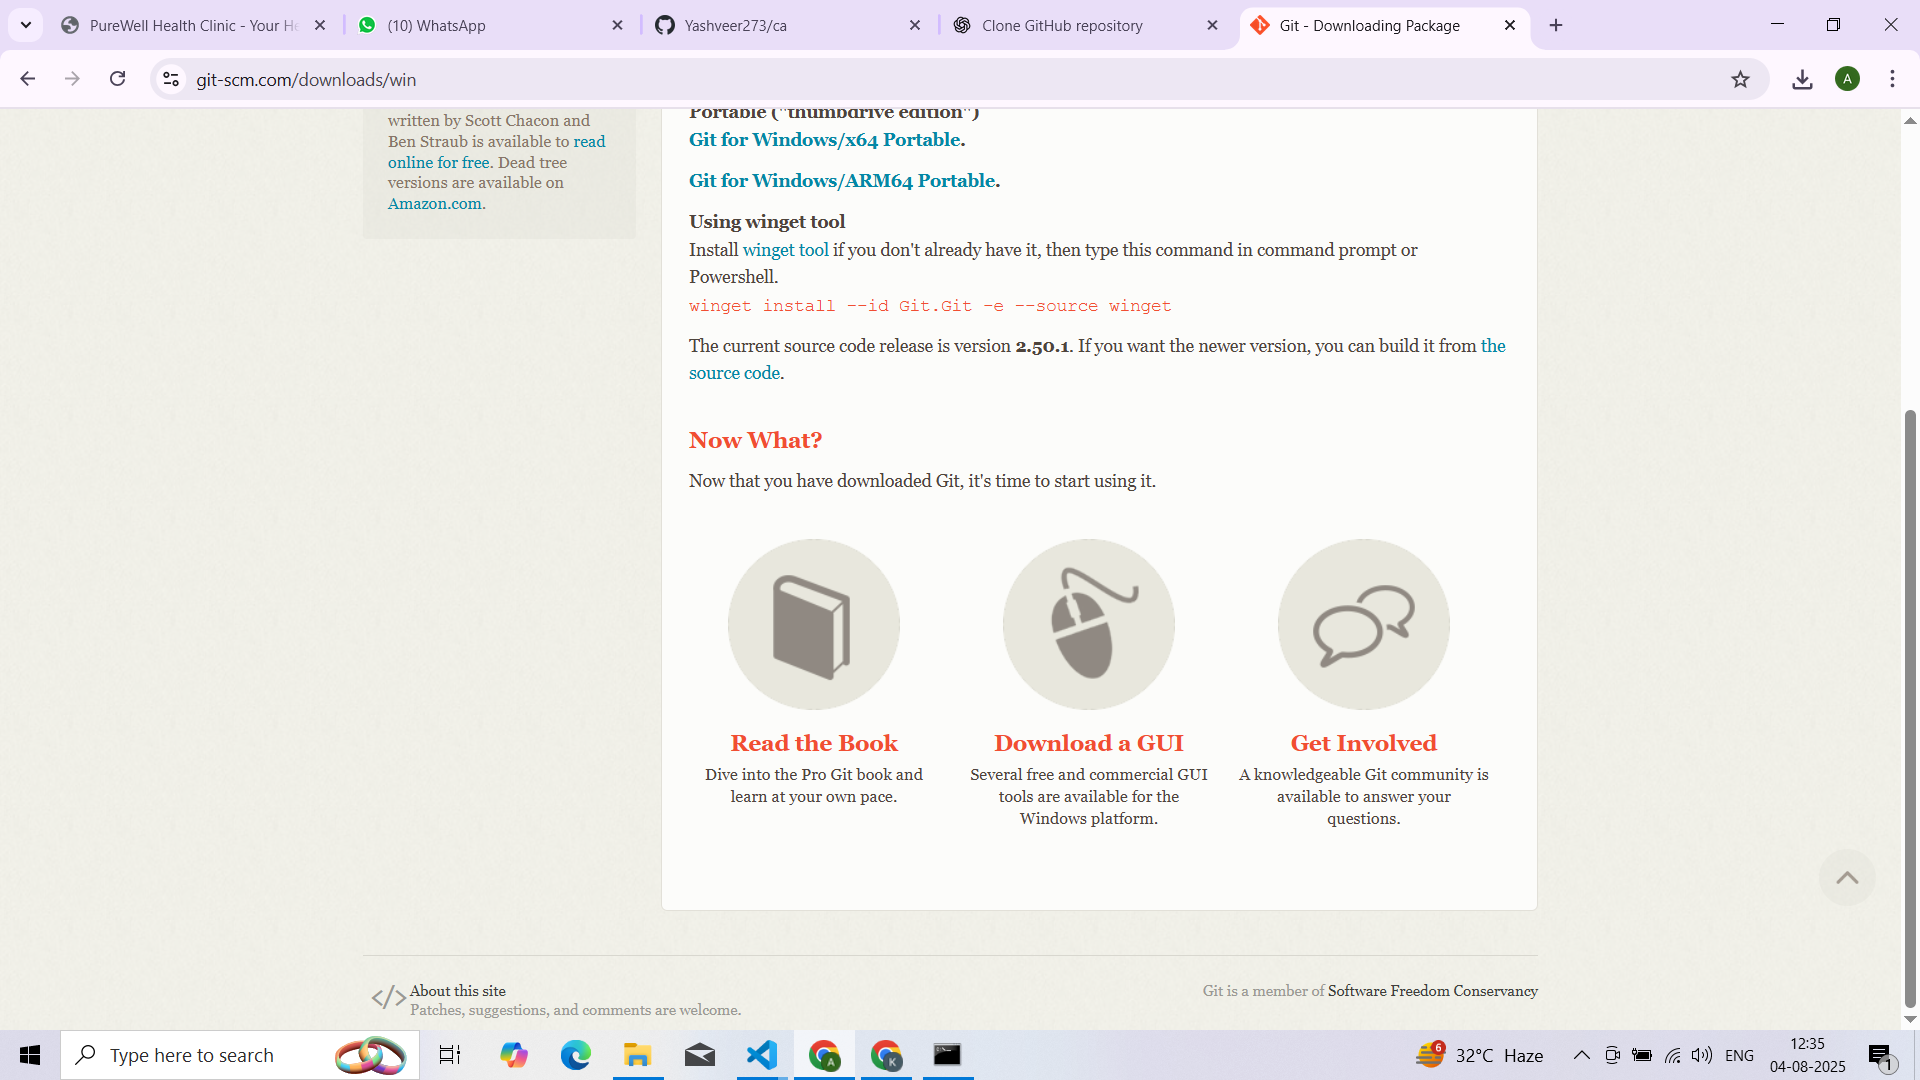 PureWell Health Clinic - Your He
(10) WhatsApp
Yashveer273/ca
Clone GitHub repository
Git - Downloading Package
git-scm.com/downloads/win
A
written by Scott Chacon and
Ben Straub is available to read
online for free. Dead tree
versions are available on
Amazon.com.
Portable ("thumbdrive edition")
Git for Windows/x64 Portable.
Git for Windows/ARM64 Portable.
Using winget tool
Install winget tool if you don't already have it, then type this command in command prompt or
Powershell.
winget install --id Git.Git -e --source winget
The current source code release is version 2.50.1. If you want the newer version, you can build it from the
source code.
Now What?
Now that you have downloaded Git, it's time to start using it.
Read the Book
Dive into the Pro Git book and
learn at your own pace.
Download a GUI
Several free and commercial GUI
tools are available for the
Windows platform.
Get Involved
A knowledgeable Git community is
available to answer your
questions.
</> About this site
Patches, suggestions, and comments are welcome.
Git is a member of Software Freedom Conservancy
Type here to search
A
K
6
32°C Haze
ENG
12:35
04-08-2025
1